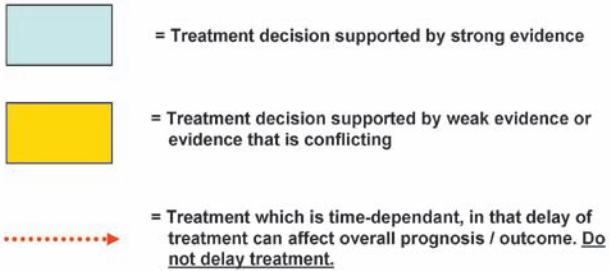 = Treatment decision supported by strong evidence
= Treatment decision supported by weak evidence or
evidence that is conflicting
= Treatment which is time-dependant, in that delay of
treatment can affect overall prognosis / outcome. Do
not delay treatment.